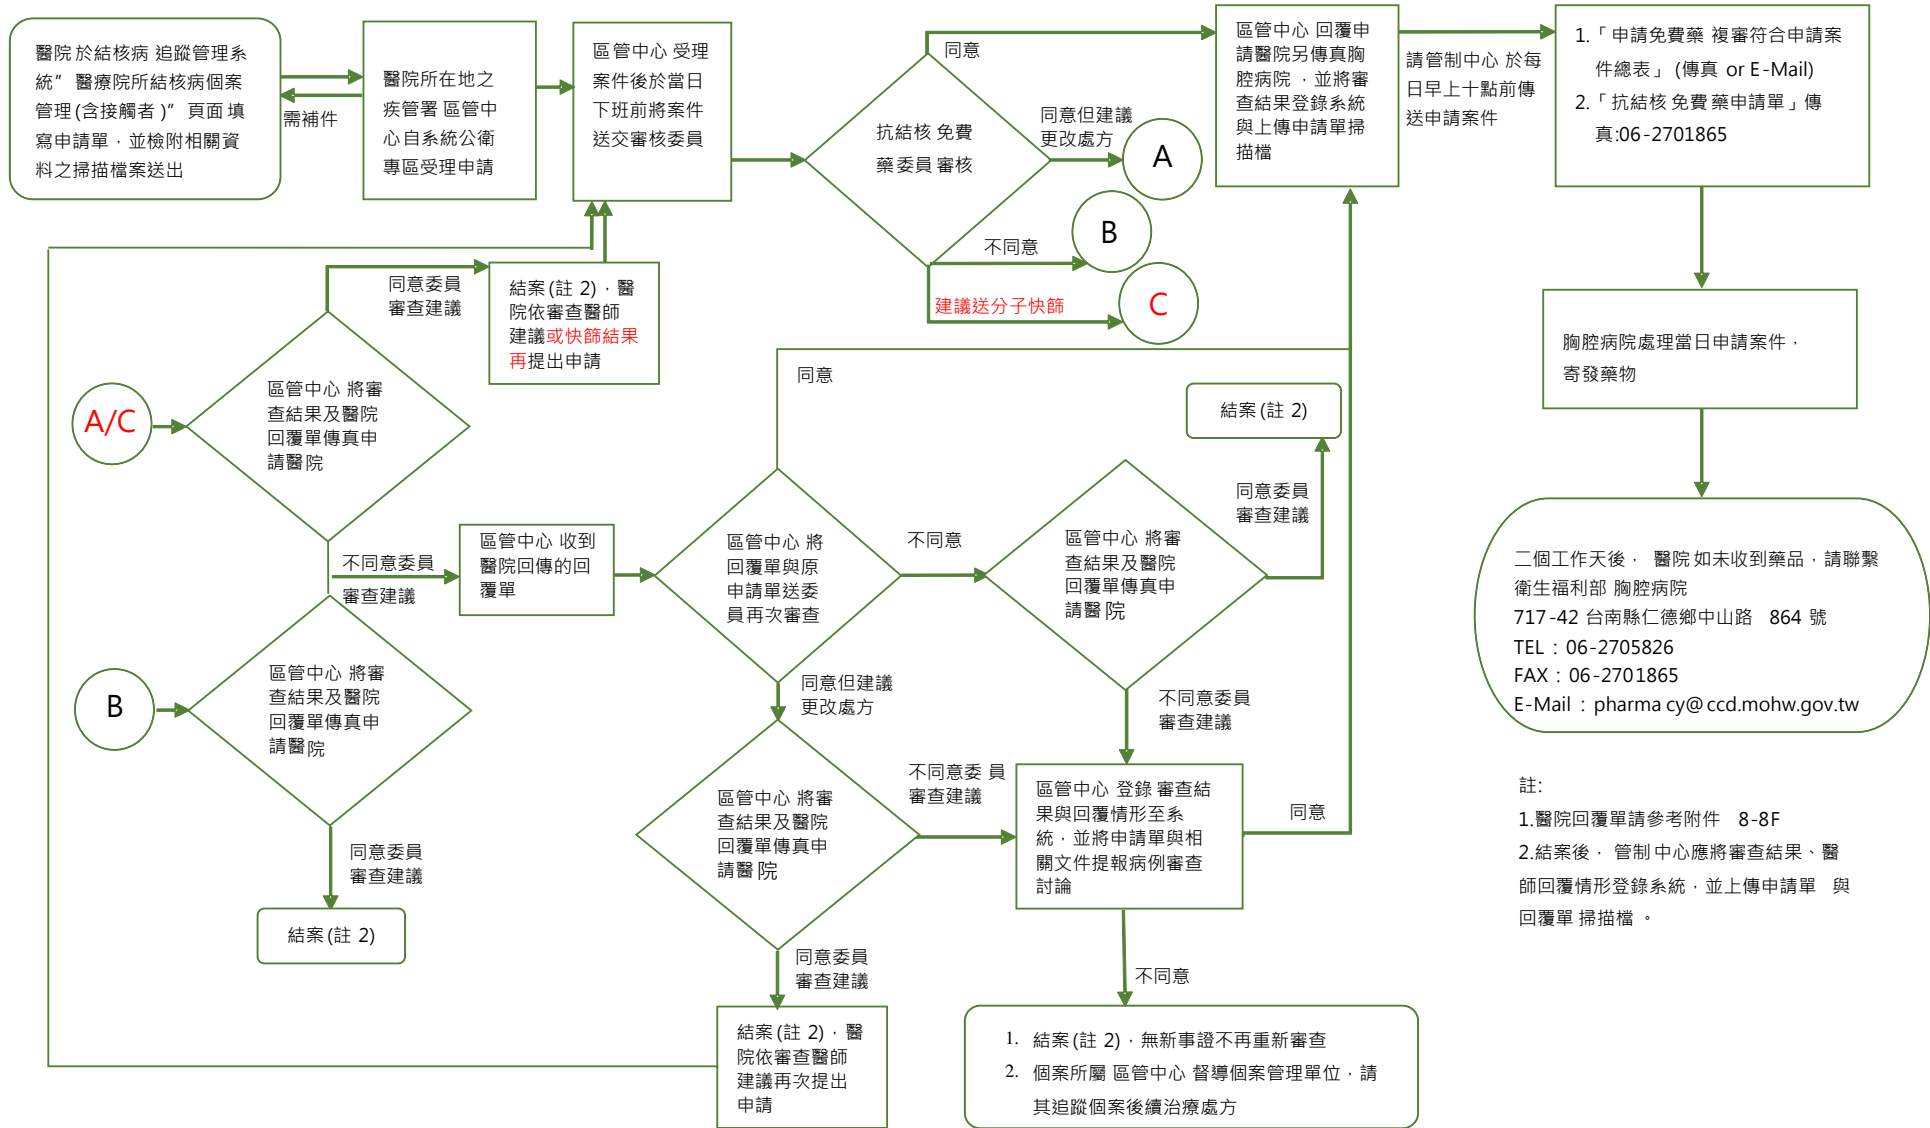 醫院於結核病 追蹤管理系
統”醫療院所結核病個案
管理(含接觸者)”頁面填
寫申請單，並檢附相關資
料之掃描檔案送出
需補件
醫院所在地之
疾管署 區管中
心自系統公衛
專區受理申請
區管中心 受理
案件後於當日
下班前將案件
送交審核委員
抗結核 免費
藥委員 審核
同意
同意但建議
更改處方
A
不同意
B
建議送分子快篩
C
區管中心 回覆申
請醫院另傳真胸
腔病院，並將審
查結果登錄系統
與上傳申請單掃
描檔
請管制中心 於每
日早上十點前傳
送申請案件
1.「申請免費藥 複審符合申請案
件總表」(傳真 or E-Mail)
2.「抗結核 免費 藥申請單」傳
真:06-2701865
胸腔病院處理當日申請案件，
寄發藥物
二個工作天後， 醫院如未收到藥品，請聯繫
衛生福利部 胸腔病院
717-42 台南縣仁德鄉中山路 864 號
TEL：06-2705826
FAX：06-2701865
E-Mail：pharma cy@ccd.mohw.gov.tw
A/C
區管中心 將審
查結果及醫院
回覆單傳真申
請醫院
同意委員
審查建議
結案(註 2)，醫
院依審查醫師
建議或快篩結果
再提出申請
不同意委員
審查建議
B
區管中心 將審
查結果及醫院
回覆單傳真申
請醫院
同意委員
審查建議
結案(註 2)
區管中心 收到
醫院回傳的回
覆單
區管中心 將
回覆單與原
申請單送委
員再次審查
同意
不同意
同意但建議
更改處方
區管中心 將審
查結果及醫院
回覆單傳真申
請醫院
同意委員
審查建議
結案(註 2)
不同意委員
審查建議
區管中心 將審
查結果及醫院
回覆單傳真申
請醫院
不同意委 員
審查建議
同意委員
審查建議
結案(註 2)，醫
院依審查醫師
建議再次提出
申請
區管中心 登錄 審查結
果與回覆情形至系
統，並將申請單與相
關文件提報病例審查
討論
同意
不同意
1. 結案(註 2)，無新事證不再重新審查
2. 個案所屬 區管中心 督導個案管理單位，請
其追蹤個案後續治療處方
註:
1.醫院回覆單請參考附件 8-8F
2.結案後， 管制中心應將審查結果、醫
師回覆情形登錄系統，並上傳申請單 與
回覆單 掃描檔 。